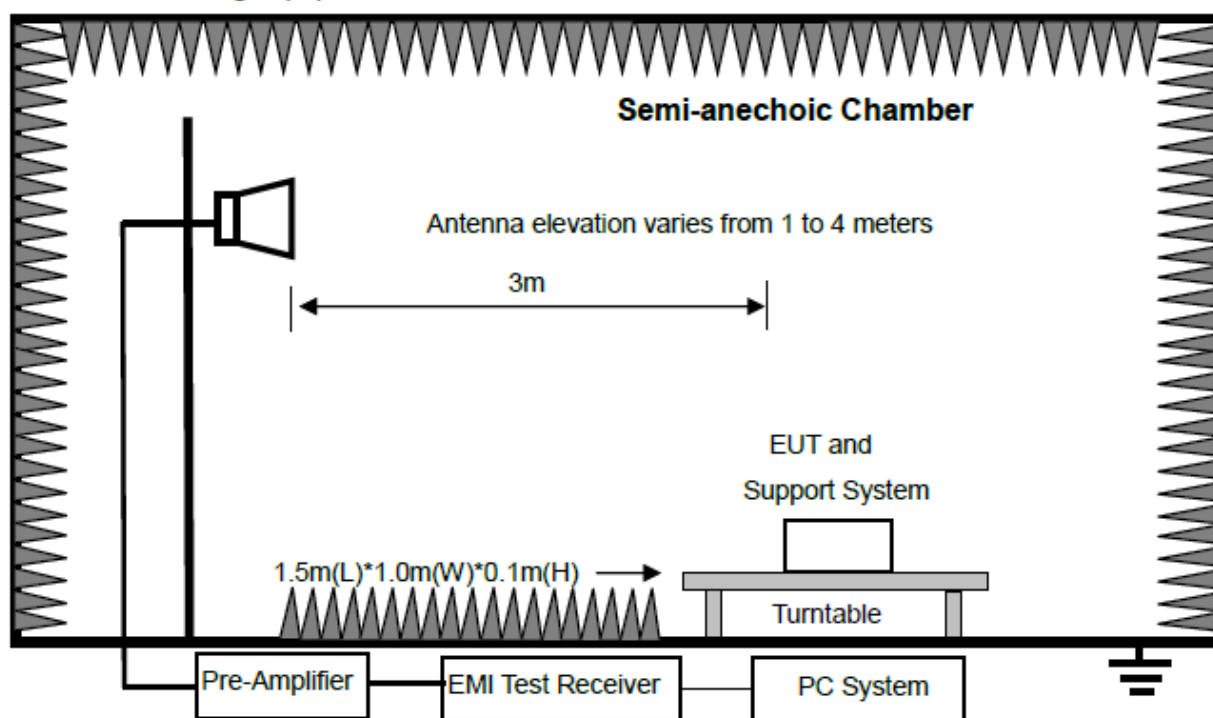 Semi-anechoic Chamber
Antenna elevation varies from 1 to 4 meters
3m
EUT and
Support System
1.5m(L)*1.0m(W)*0.1m(H)
Turntable
Pre-Amplifier
EMI Test Receiver
PC System